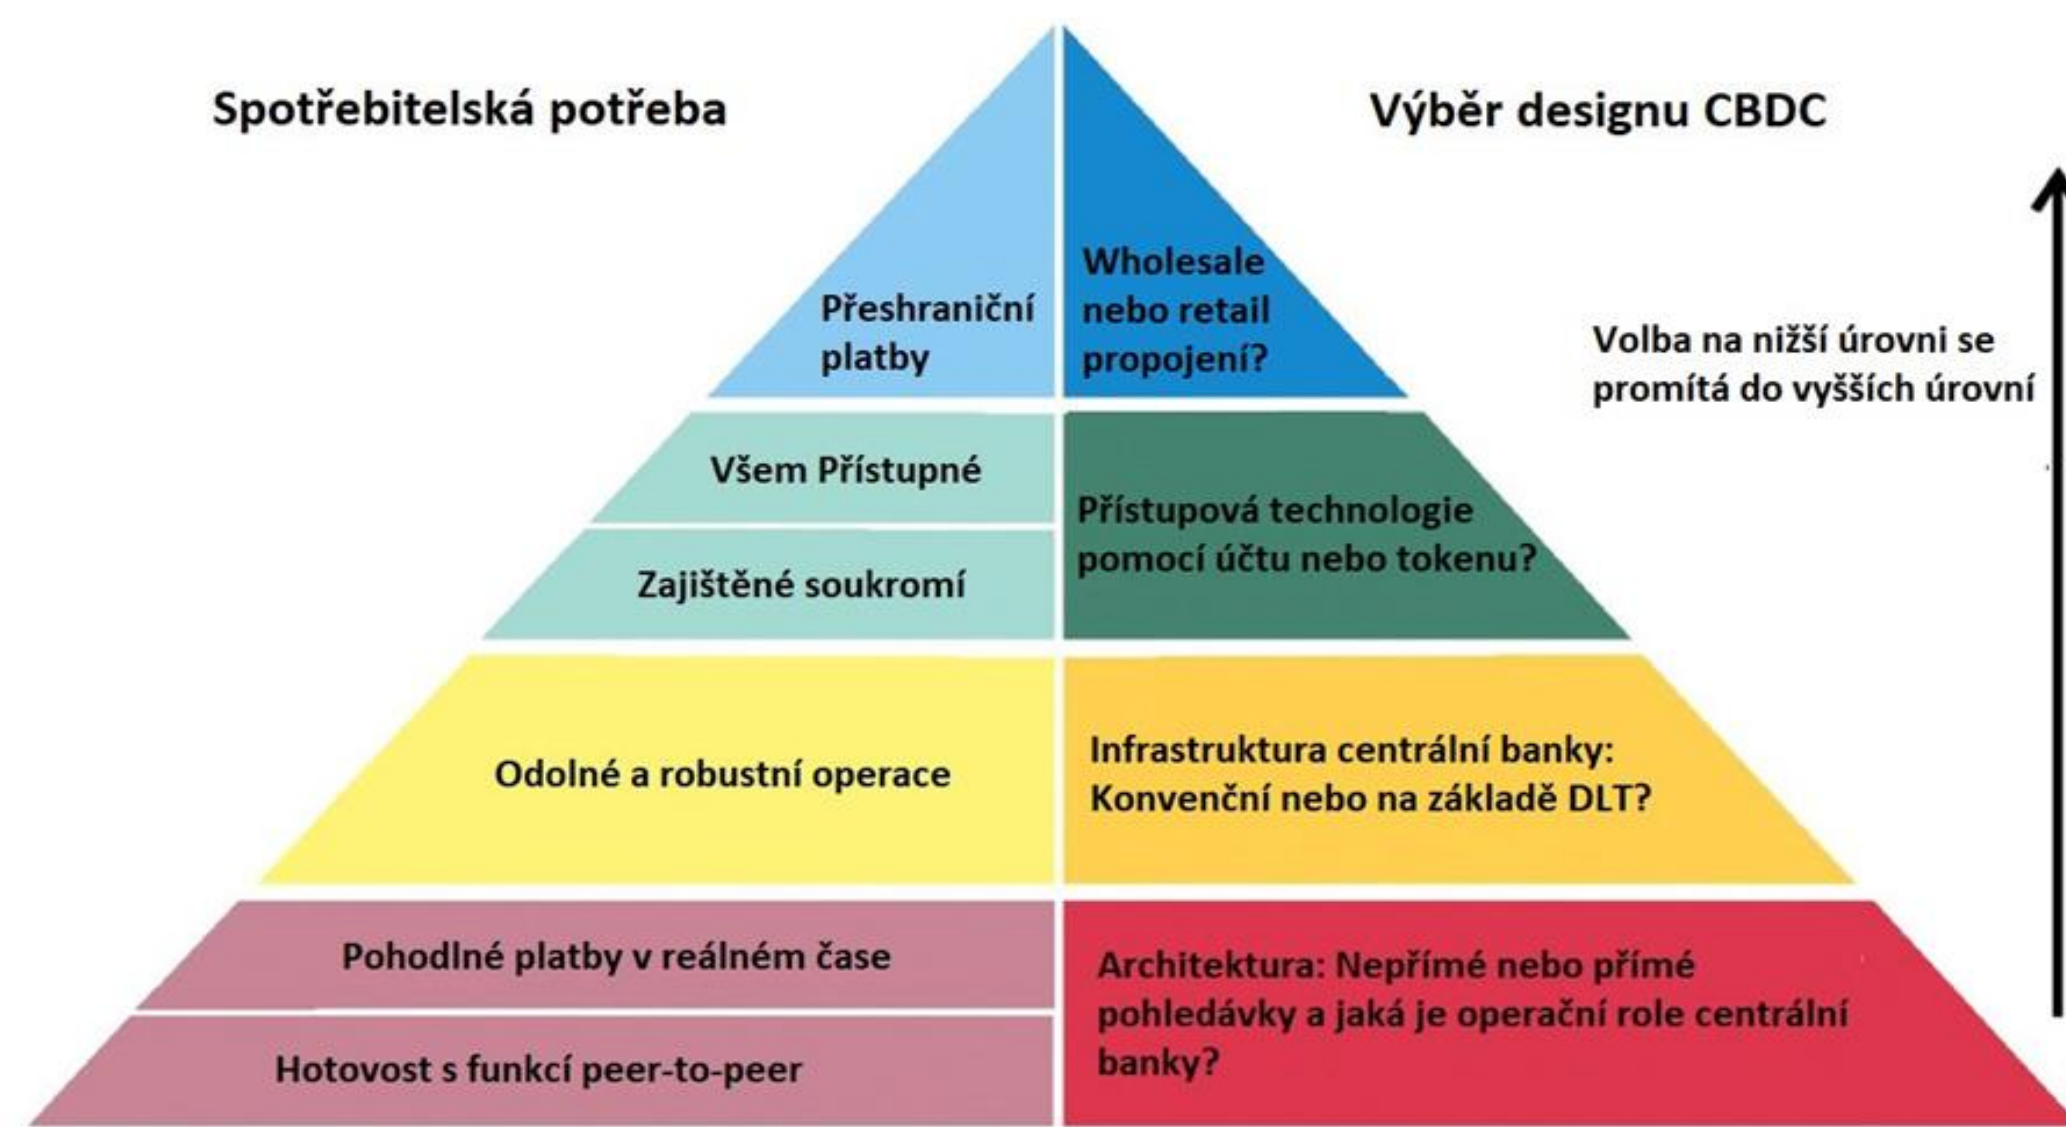 Spotřebitelská potřeba
Výběr designu CBDC
Přeshraniční
platby
Wholesale
nebo retail
propojení?
Volba na nižší úrovni se
promítá do vyšších úrovní
Všem Přístupné
Zajištěné soukromí
Přístupová technologie
pomocí účtu nebo tokenu?
Odolné a robustní operace
Infrastruktura centrální banky:
Konvenční nebo na základě DLT?
Pohodlné platby v reálném čase
Hotovost s funkcí peer-to-peer
Architektura: Nepřímé nebo přímé
pohledávky a jaká je operační role centrální
banky?